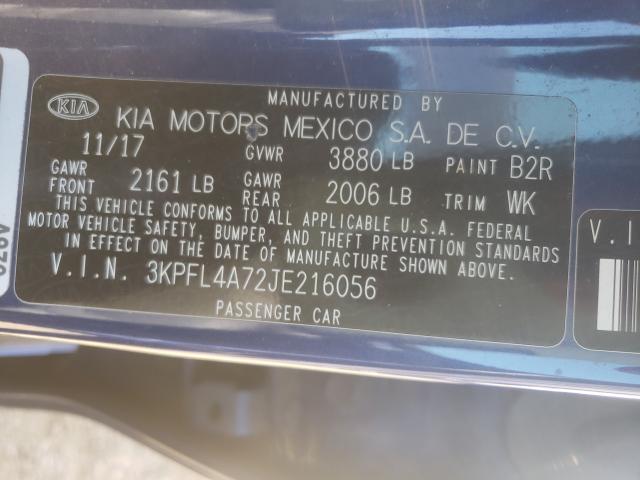 MANUFACTURED BY
KIA KIA MOTORS MEXICO S.A. DE C.V.
11/17 GVWR 3880 LB PAINT B2R
GAWR FRONT 2161 LB GAWR REAR 2006 LB TRIM WK
THIS VEHICLE CONFORMS TO ALL APPLICABLE U.S.A. FEDERAL
MOTOR VEHICLE SAFETY, BUMPER, AND THEFT PREVENTION STANDARDS
IN EFFECT ON THE DATE OF MANUFACTURE SHOWN ABOVE.
V.I.N. 3KPFL4A72JE216056
PASSENGER CAR
V.I